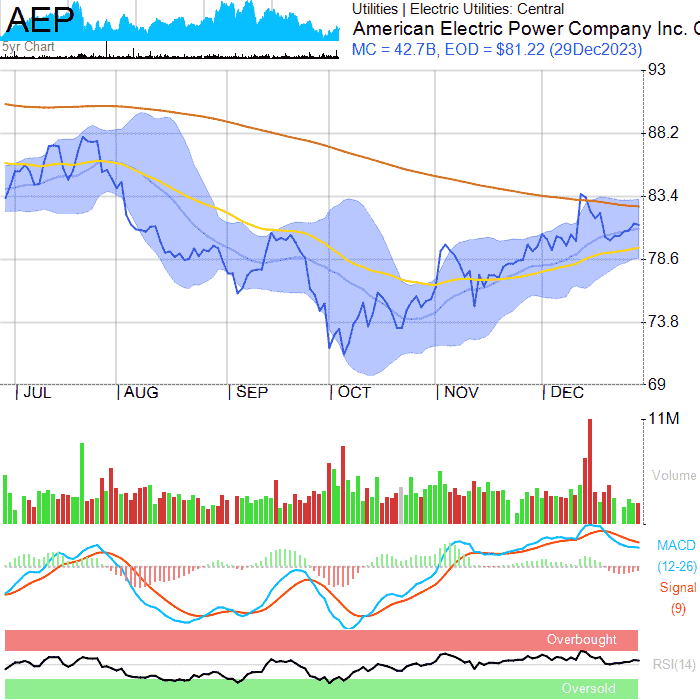 AEP
5yr Chart
Utilities | Electric Utilities: Central
American Electric Power Company Inc. C
MC = 42.7B, EOD = $81.22 (29Dec2023)
93
88.2
83.4
78.6
73.8
69
JUL
AUG
SEP
OCT
NOV
DEC
11M
Volume
MACD
(12-26)
Signal
(9)
Overbought
RSI(14)
Oversold